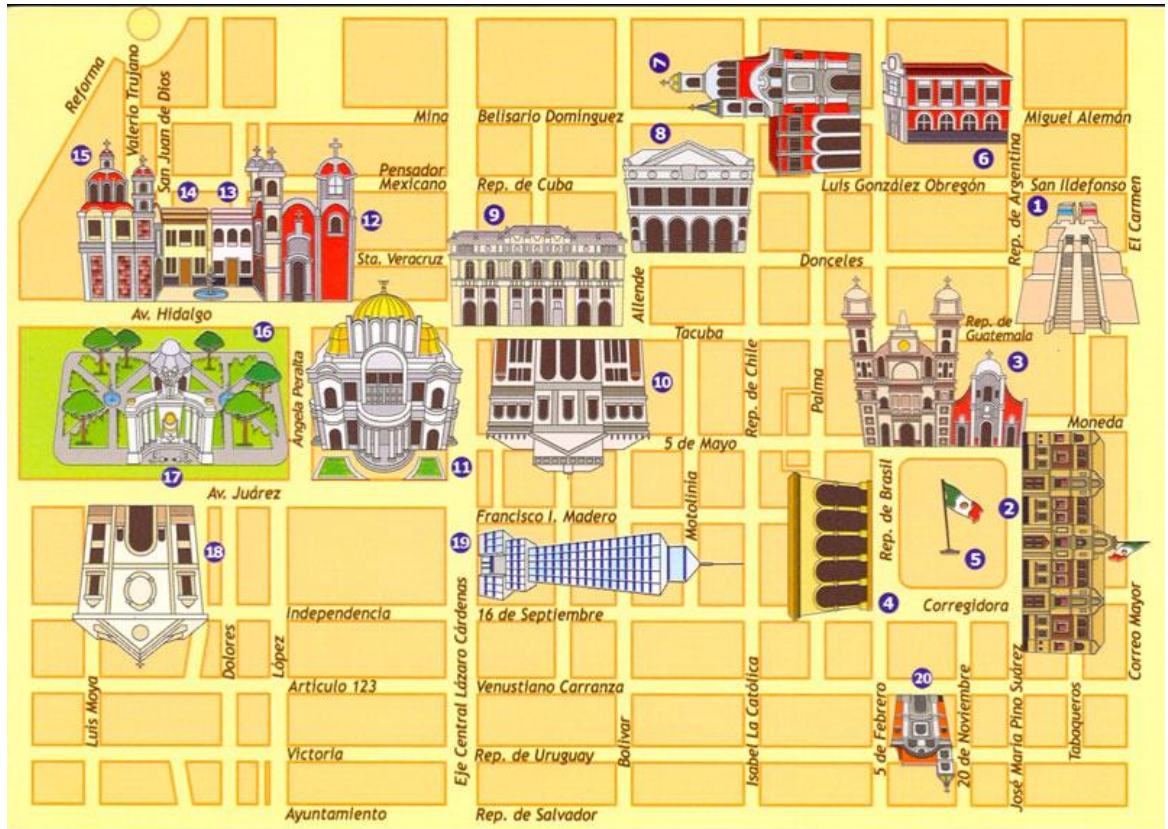 Reforma
Valerio Trujano
San Juan de Dios
Mina
Belisario Domínguez
7
Miguel Alemán
15
8
6
Pensador
Mexicano
Rep. de Cuba
Luis González Obregón
Rep. de Argentina
San Ildefonso
El Carmen
14
13
12
9
1
Sta. Veracruz
Donceles
Allende
Av. Hidalgo
16
Tacuba
Rep. de
Guatemala
3
Ángela Peralta
10
Rep. de Chile
Palma
Moneda
5 de Mayo
17
11
Av. Juárez
Motolinia
Rep. de Brasil
2
Francisco I. Madero
18
19
5
4
Independencia
16 de Septiembre
Corregidora
Dolores
López
Eje Central Lázaro Cárdenas
Correo Mayor
20
Articulo 123
Venustiano Carranza
Luis Moya
Bolivar
Isabel La Católica
5 de Febrero
20 de Noviembre
José María Pino Suárez
Tabaqueros
Victoria
Rep. de Uruguay
Ayuntamiento
Rep. de Salvador